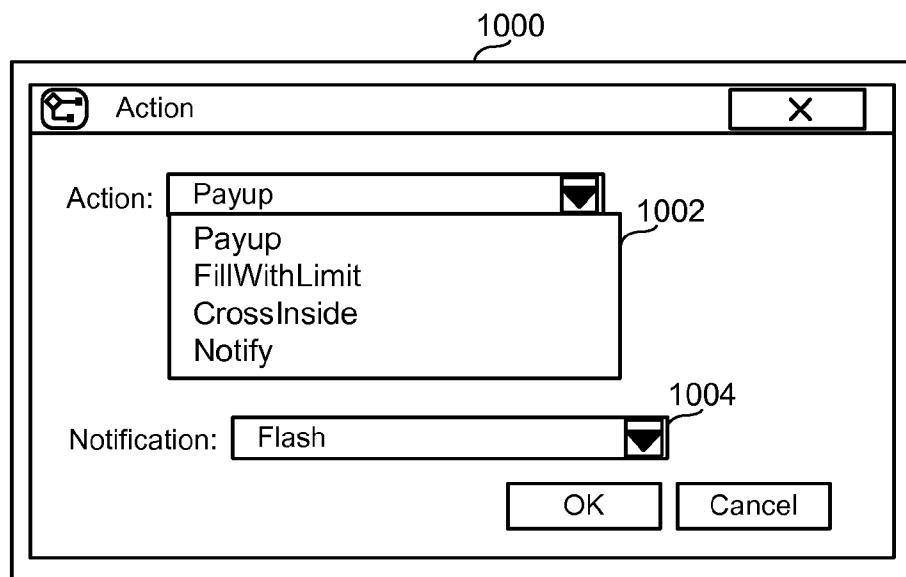 1000
Action
X
Action: Payup
1002
Payup
FillWithLimit
CrossInside
Notify
1004
Notification: Flash
OK Cancel